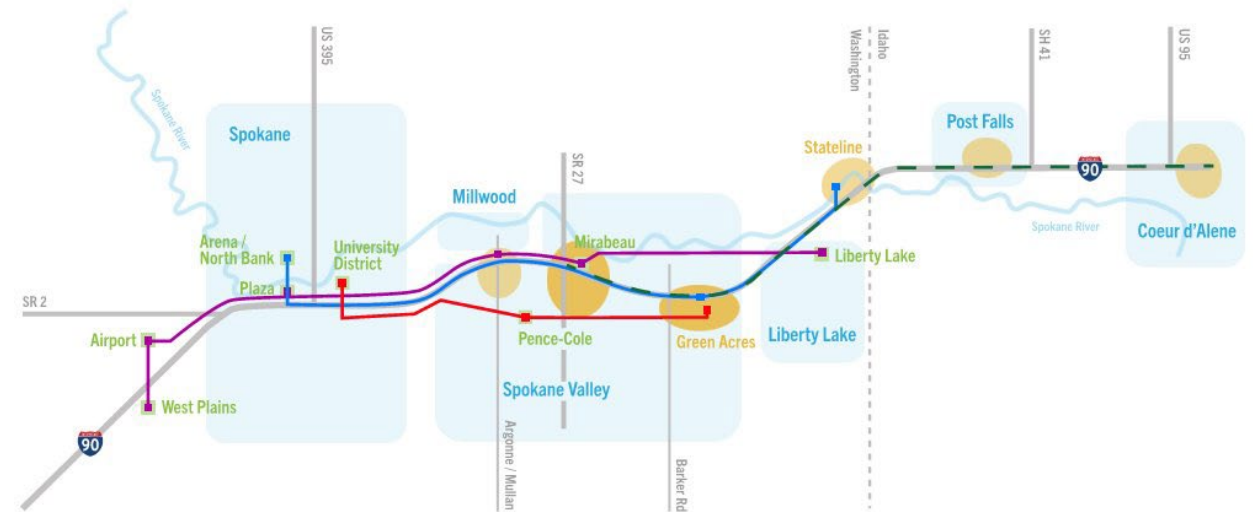 US 395
Washington
Idaho
SH 41
US 95
Spokane River
Spokane
SR 27
Post Falls
Stateline
90
Millwood
Spokane River
Coeur d'Alene
Arena /
North Bank
University
District
Mirabeau
Liberty Lake
Plaza
SR 2
Airport
Pence-Cole
Green Acres
Liberty Lake
West Plains
Spokane Valley
90
Argonne / Mullan
Barker Rd